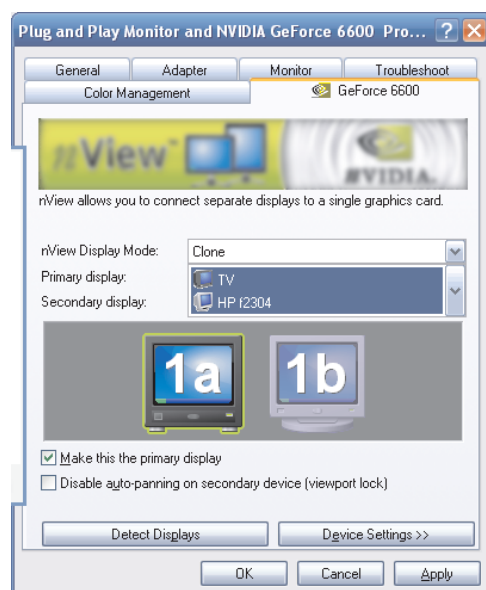 Plug and Play Monitor and NVIDIA GeForce 6600 Pro...
General Adapter Monitor Troubleshoot
Color Management GeForce 6600
nView™
NVIDIA.
nView allows you to connect separate displays to a single graphics card.
nView Display Mode: Clone
Primary display: TV
Secondary display: HP f2304
1a 1b
Make this the primary display
Disable auto-panning on secondary device (viewport lock)
Detect Displays Device Settings >>
OK Cancel Apply